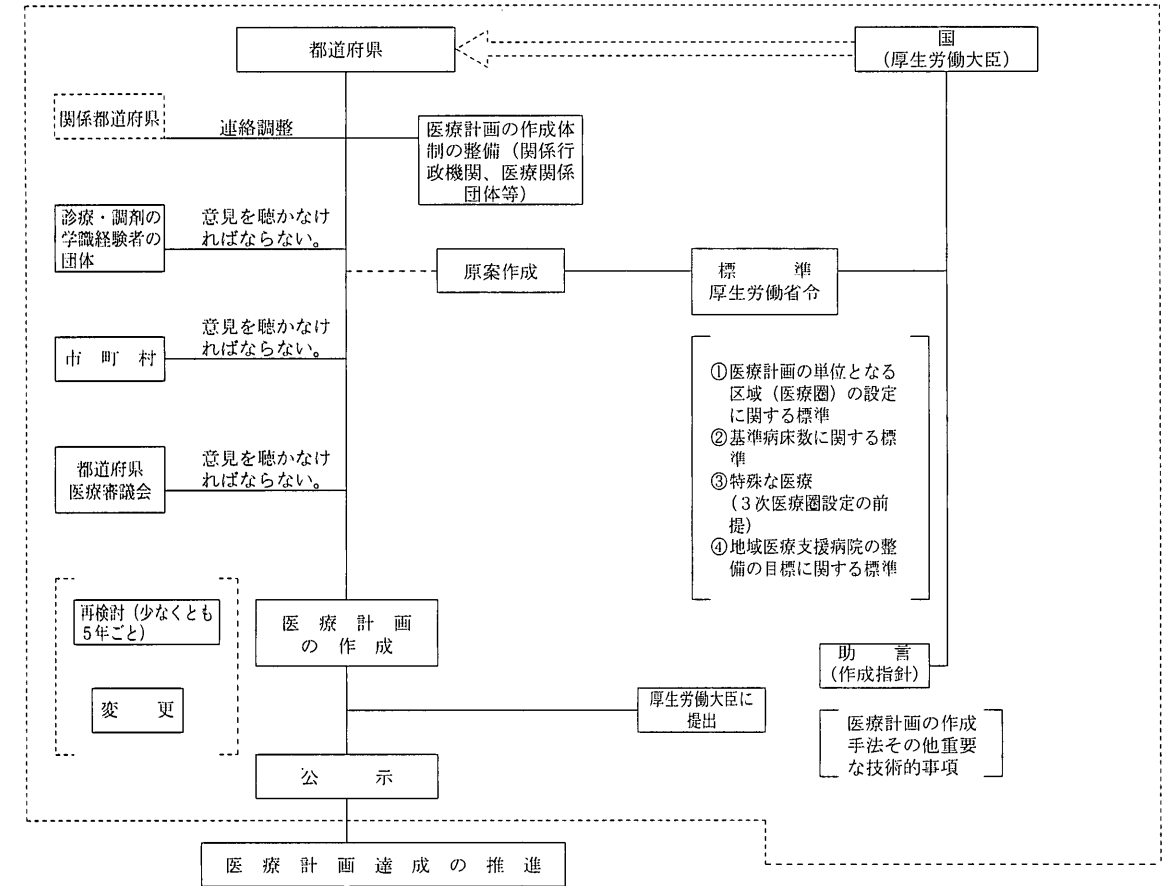 都道府県
国
（厚生労働大臣）
関係都道府県
連絡調整
医療計画の作成体
制の整備（関係行
政機関、医療関係
団体等）
診療・調剤の
学識経験者の
団体
意見を聴かなけ
ればならない。
原案作成
標　　準
厚生労働省令
市　町　村
意見を聴かなけ
ればならない。
①医療計画の単位となる
区域（医療圏）の設定
に関する標準
②基準病床数に関する標
準
③特殊な医療
（３次医療圏設定の前
提）
④地域医療支援病院の整
備の目標に関する標準
都道府県
医療審議会
意見を聴かなけ
ればならない。
再検討（少なくとも
５年ごと）
変　　更
医　療　計　画
の　作　成
助　　言
（作成指針）
厚生労働大臣に
提出
医療計画の作成
手法その他重要
な技術的事項
公　　示
医　療　計　画　達　成　の　推　進